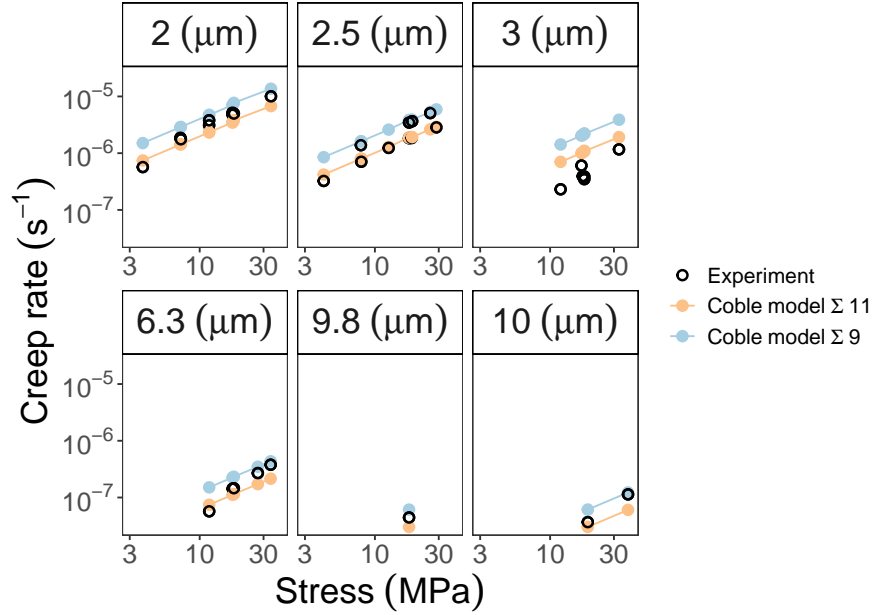 2 (μm)
2.5 (μm)
3 (μm)
10⁻⁵
10⁻⁶
10⁻⁷
3
10
30
3
10
30
3
10
30
6.3 (μm)
9.8 (μm)
10 (μm)
10⁻⁵
10⁻⁶
10⁻⁷
3
10
30
3
10
30
3
10
30
Creep rate (s⁻¹)
Stress (MPa)
Experiment
Coble model Σ 11
Coble model Σ 9